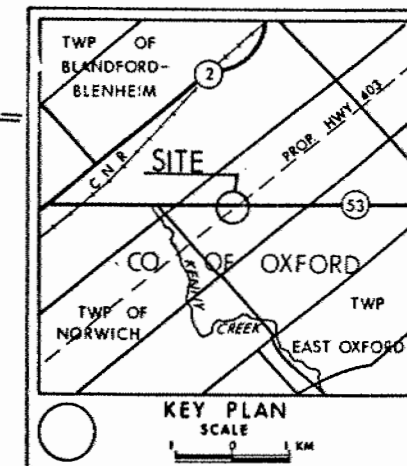 TWP OF
BLANDFORD-
BLENHEIM
2
CNR
SITE
PROP. HWY 403
53
CO OF OXFORD
KENNY
CREEK
TWP OF
NORWICH
TWP
EAST OXFORD
KEY PLAN
SCALE
1 0 1 KM